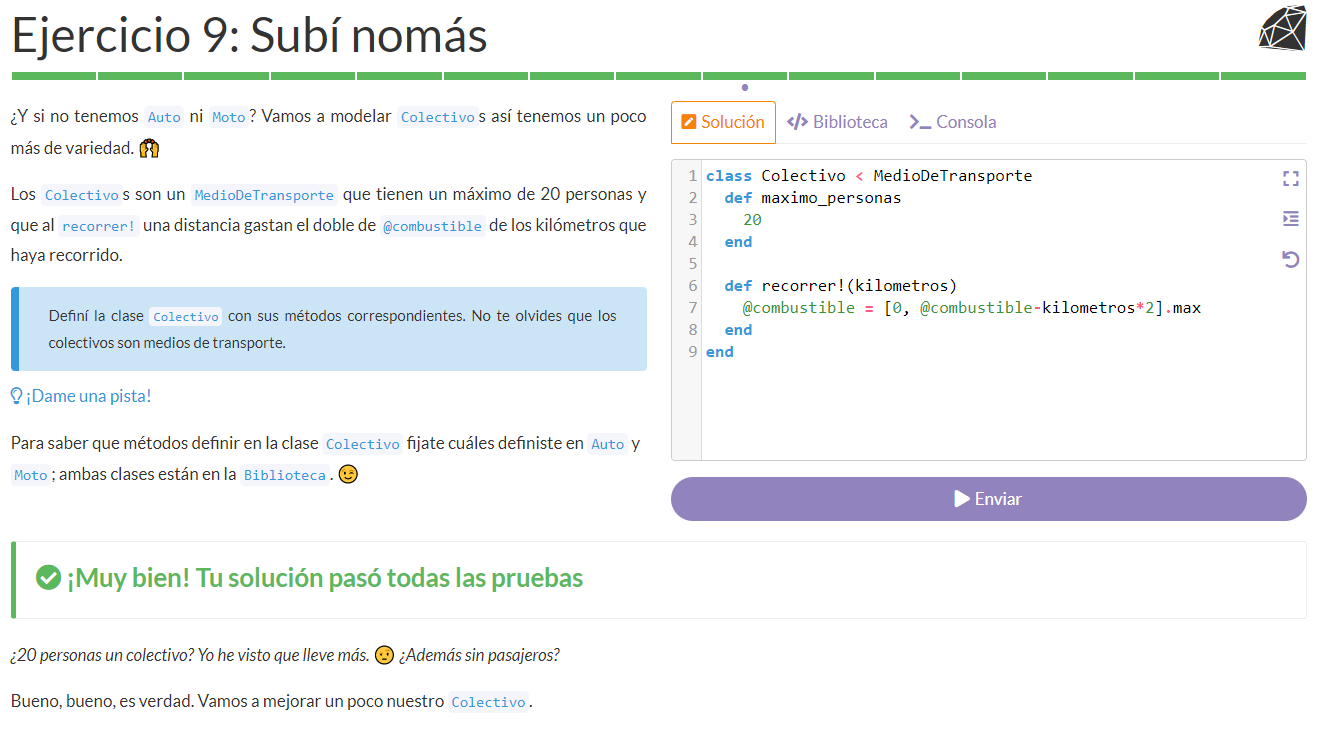 Ejercicio 9: Subí nomás
¿Y si no tenemos Auto ni Moto? Vamos a modelar Colectivos así tenemos un poco
más de variedad. 🙌
Los Colectivos son un MedioDeTransporte que tienen un máximo de 20 personas y
que al recorrer! una distancia gastan el doble de @combustible de los kilómetros que
haya recorrido.
Definí la clase Colectivo con sus métodos correspondientes. No te olvides que los
colectivos son medios de transporte.
¡Dame una pista!
Para saber que métodos definir en la clase Colectivo fijate cuáles definiste en Auto y
Moto; ambas clases están en la Biblioteca. 😉
Solución </> Biblioteca >_ Consola
1 class Colectivo < MedioDeTransporte
2   def maximo_personas
3     20
4   end
5
6   def recorrer!(kilometros)
7     @combustible = [0, @combustible-kilometros*2].max
8   end
9 end
Enviar
¡Muy bien! Tu solución pasó todas las pruebas
¿20 personas un colectivo? Yo he visto que lleve más. 🤨 ¿Además sin pasajeros?
Bueno, bueno, es verdad. Vamos a mejorar un poco nuestro Colectivo.